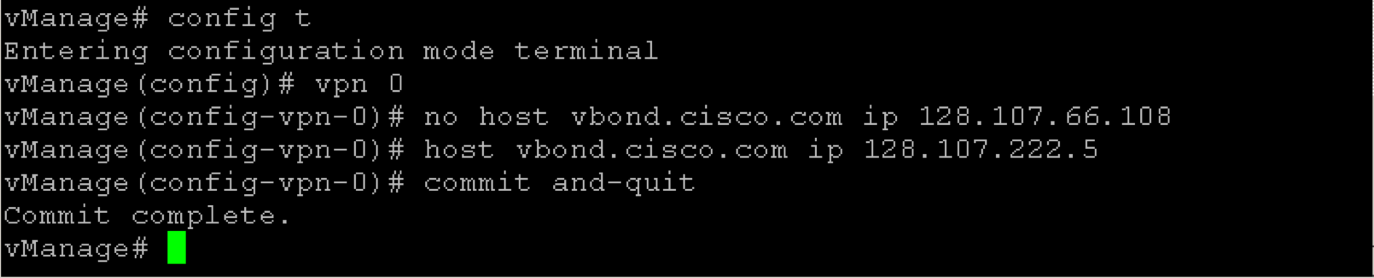 vManage# config t
Entering configuration mode terminal
vManage(config)# vpn 0
vManage(config-vpn-0)# no host vbond.cisco.com ip 128.107.66.108
vManage(config-vpn-0)# host vbond.cisco.com ip 128.107.222.5
vManage(config-vpn-0)# commit and-quit
Commit complete.
vManage#